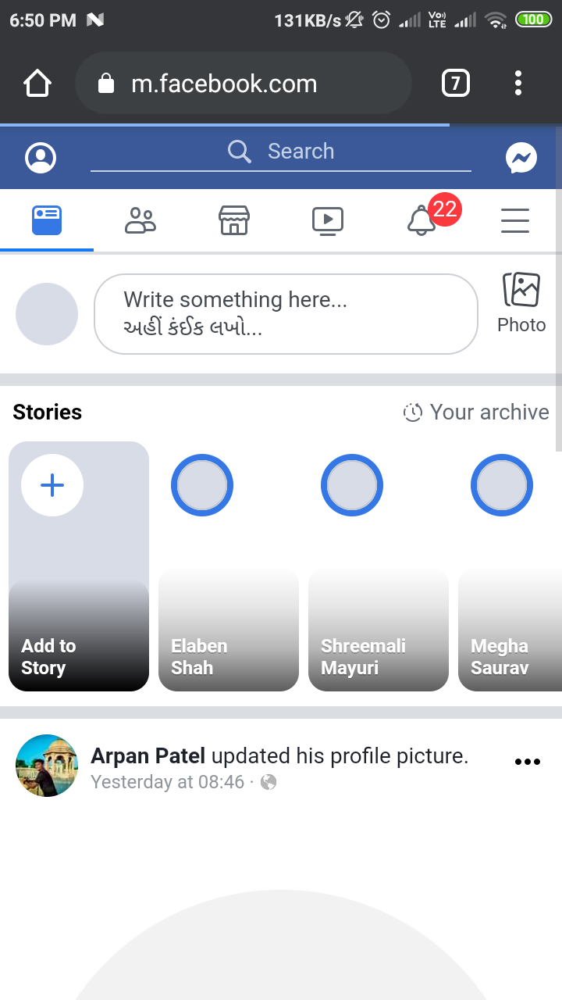 6:50 PM 131KB/s Vo LTE 100
m.facebook.com 7
Search
22
Write something here...
અહીં કંઈક લખો...
Photo
Stories Your archive
Add to
Story
Elaben
Shah
Shreemali
Mayuri
Megha
Saurav
Arpan Patel updated his profile picture.
Yesterday at 08:46 ·